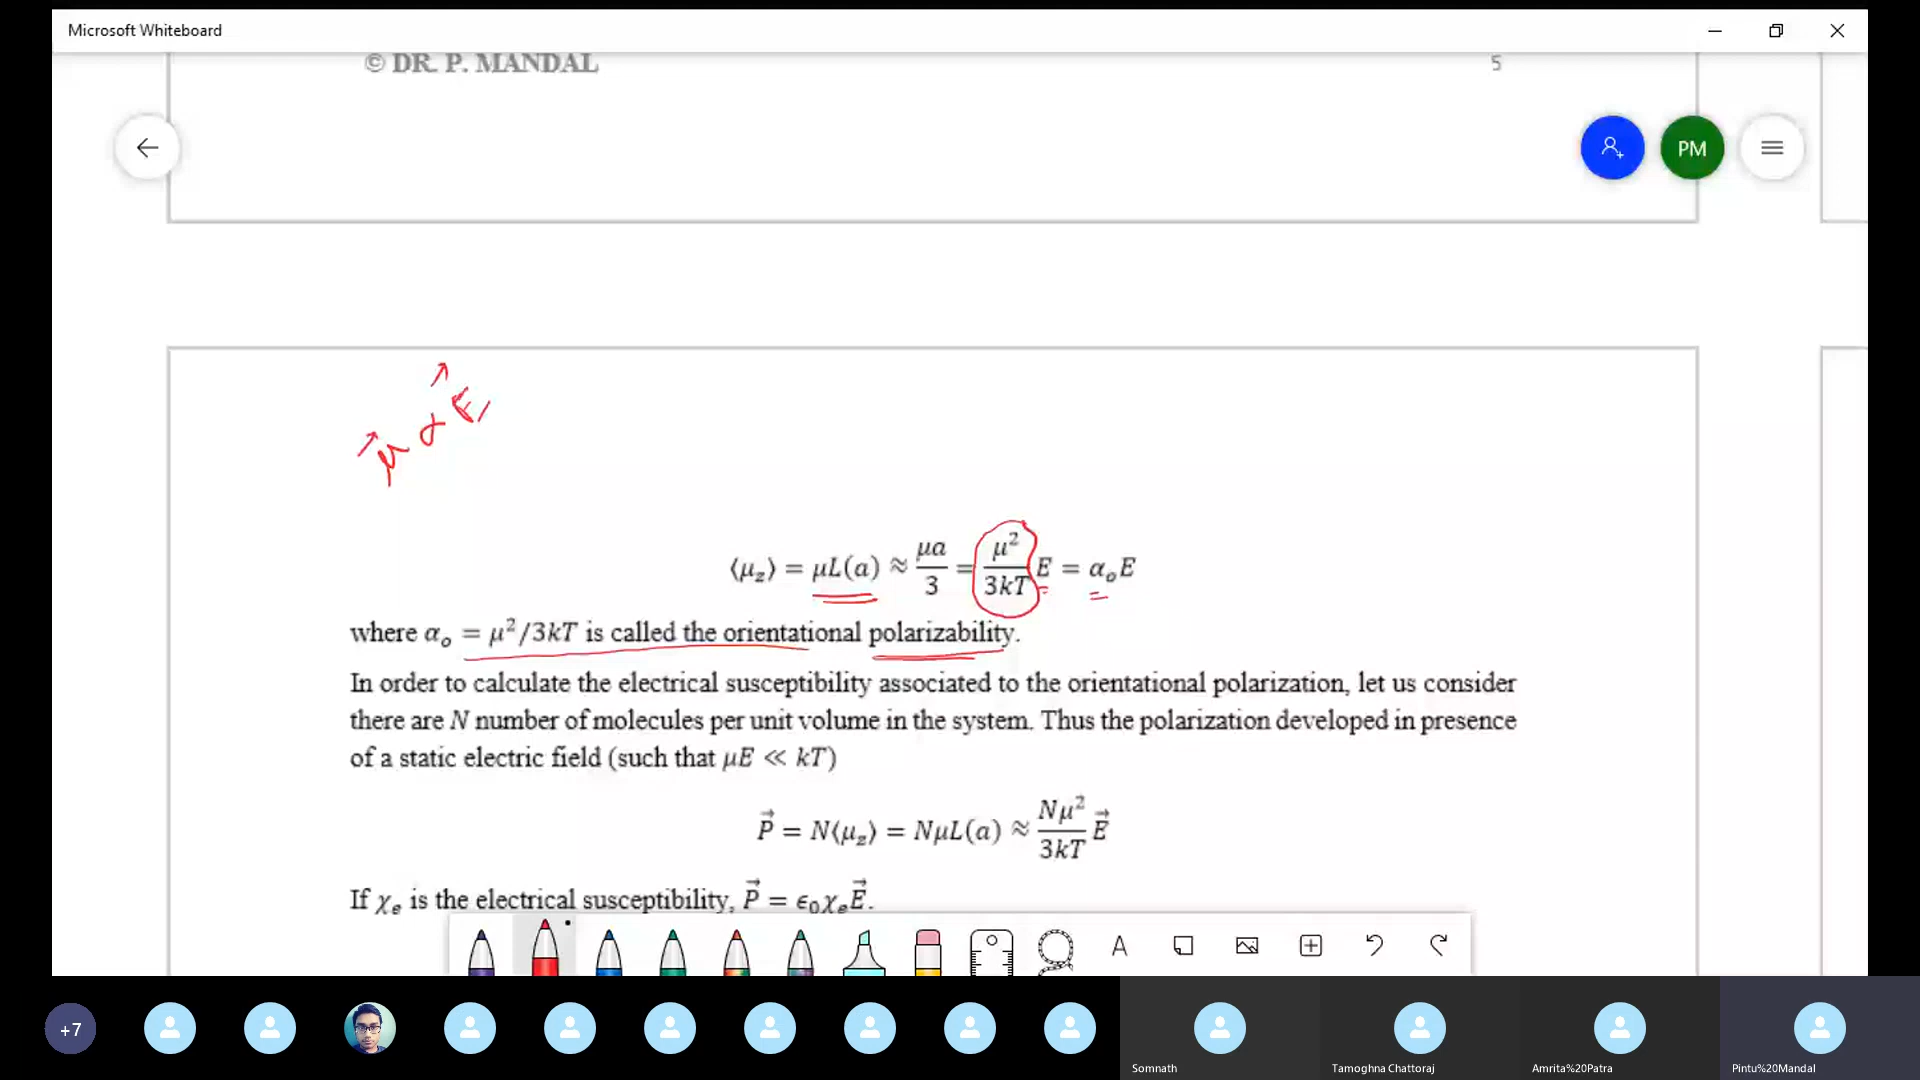 Microsoft Whiteboard
© DR. P. MANDAL
5
PM
μ⃗ α E⃗
⟨μ_z⟩ = μL(a) ≈ μa/3 = μ²/3kT E = α_o E
where α_o = μ²/3kT is called the orientational polarizability.
In order to calculate the electrical susceptibility associated to the orientational polarization, let us consider
there are N number of molecules per unit volume in the system. Thus the polarization developed in presence
of a static electric field (such that μE ≪ kT)
P⃗ = N⟨μ_z⟩ = NμL(a) ≈ Nμ²/3kT E⃗
If χ_e is the electrical susceptibility, P⃗ = ϵ₀χ_eE⃗.
A
+7
Somnath
Tamoghna Chattoraj
Amrita%20Patra
Pintu%20Mandal